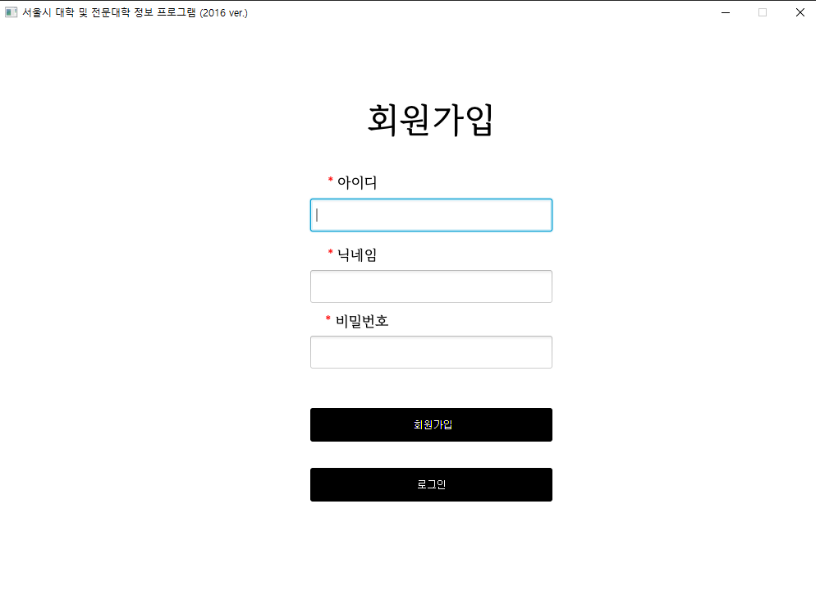 서울시 대학 및 전문대학 정보 프로그램 (2016 ver.)
회원가입
* 아이디
* 닉네임
* 비밀번호
회원가입
로그인